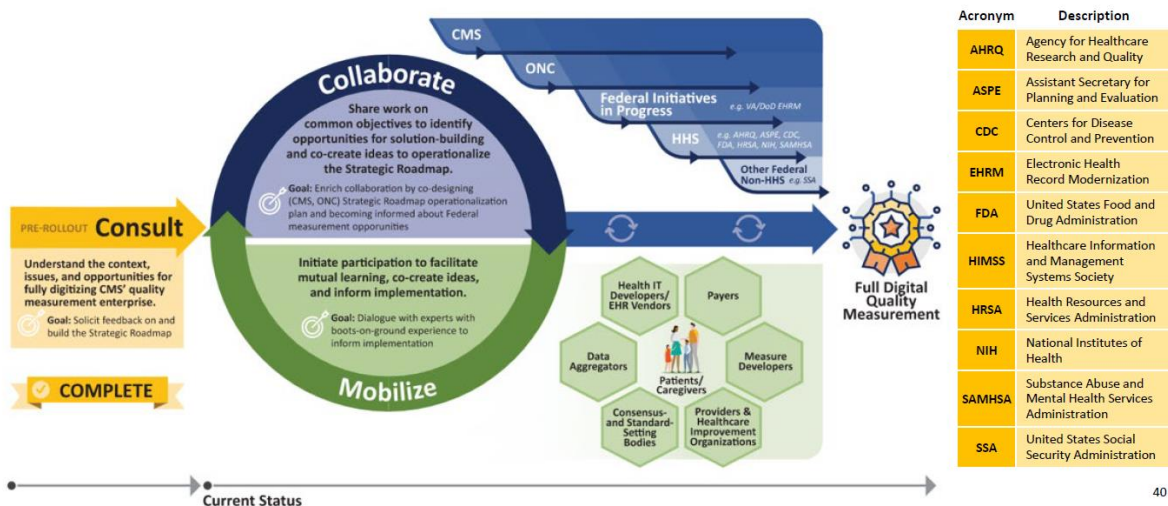 PRE-ROLLOUT Consult
Understand the context,
issues, and opportunities for
fully digitizing CMS' quality
measurement enterprise.
Goal: Solicit feedback on and
build the Strategic Roadmap
COMPLETE
Collaborate
Share work on
common objectives to identify
opportunities for solution-building
and co-create ideas to operationalize
the Strategic Roadmap.
Goal: Enrich collaboration by co-designing
(CMS, ONC) Strategic Roadmap operationalization
plan and becoming informed about Federal
measurement opporunities
Initiate participation to facilitate
mutual learning, co-create ideas,
and inform implementation.
Goal: Dialogue with experts with
boots-on-ground experience to
inform implementation
Mobilize
CMS
ONC
Federal Initiatives
in Progress
e.g. VA/DoD EHRM
HHS
e.g. AHRQ, ASPE, CDC,
FDA, HRSA, NIH, SAMHSA
Other Federal
Non-HHS e.g. SSA
Full Digital
Quality
Measurement
Health IT
Developers/
EHR Vendors
Payers
Data
Aggregators
Patients/
Caregivers
Measure
Developers
Consensus-
and Standard-
Setting
Bodies
Providers &
Healthcare
Improvement
Organizations
Current Status
Acronym Description
AHRQ Agency for Healthcare
Research and Quality
ASPE Assistant Secretary for
Planning and Evaluation
CDC Centers for Disease
Control and Prevention
EHRM Electronic Health
Record Modernization
FDA United States Food and
Drug Administration
HIMSS Healthcare Information
and Management
Systems Society
HRSA Health Resources and
Services Administration
NIH National Institutes of
Health
SAMHSA Substance Abuse and
Mental Health Services
Administration
SSA United States Social
Security Administration
40